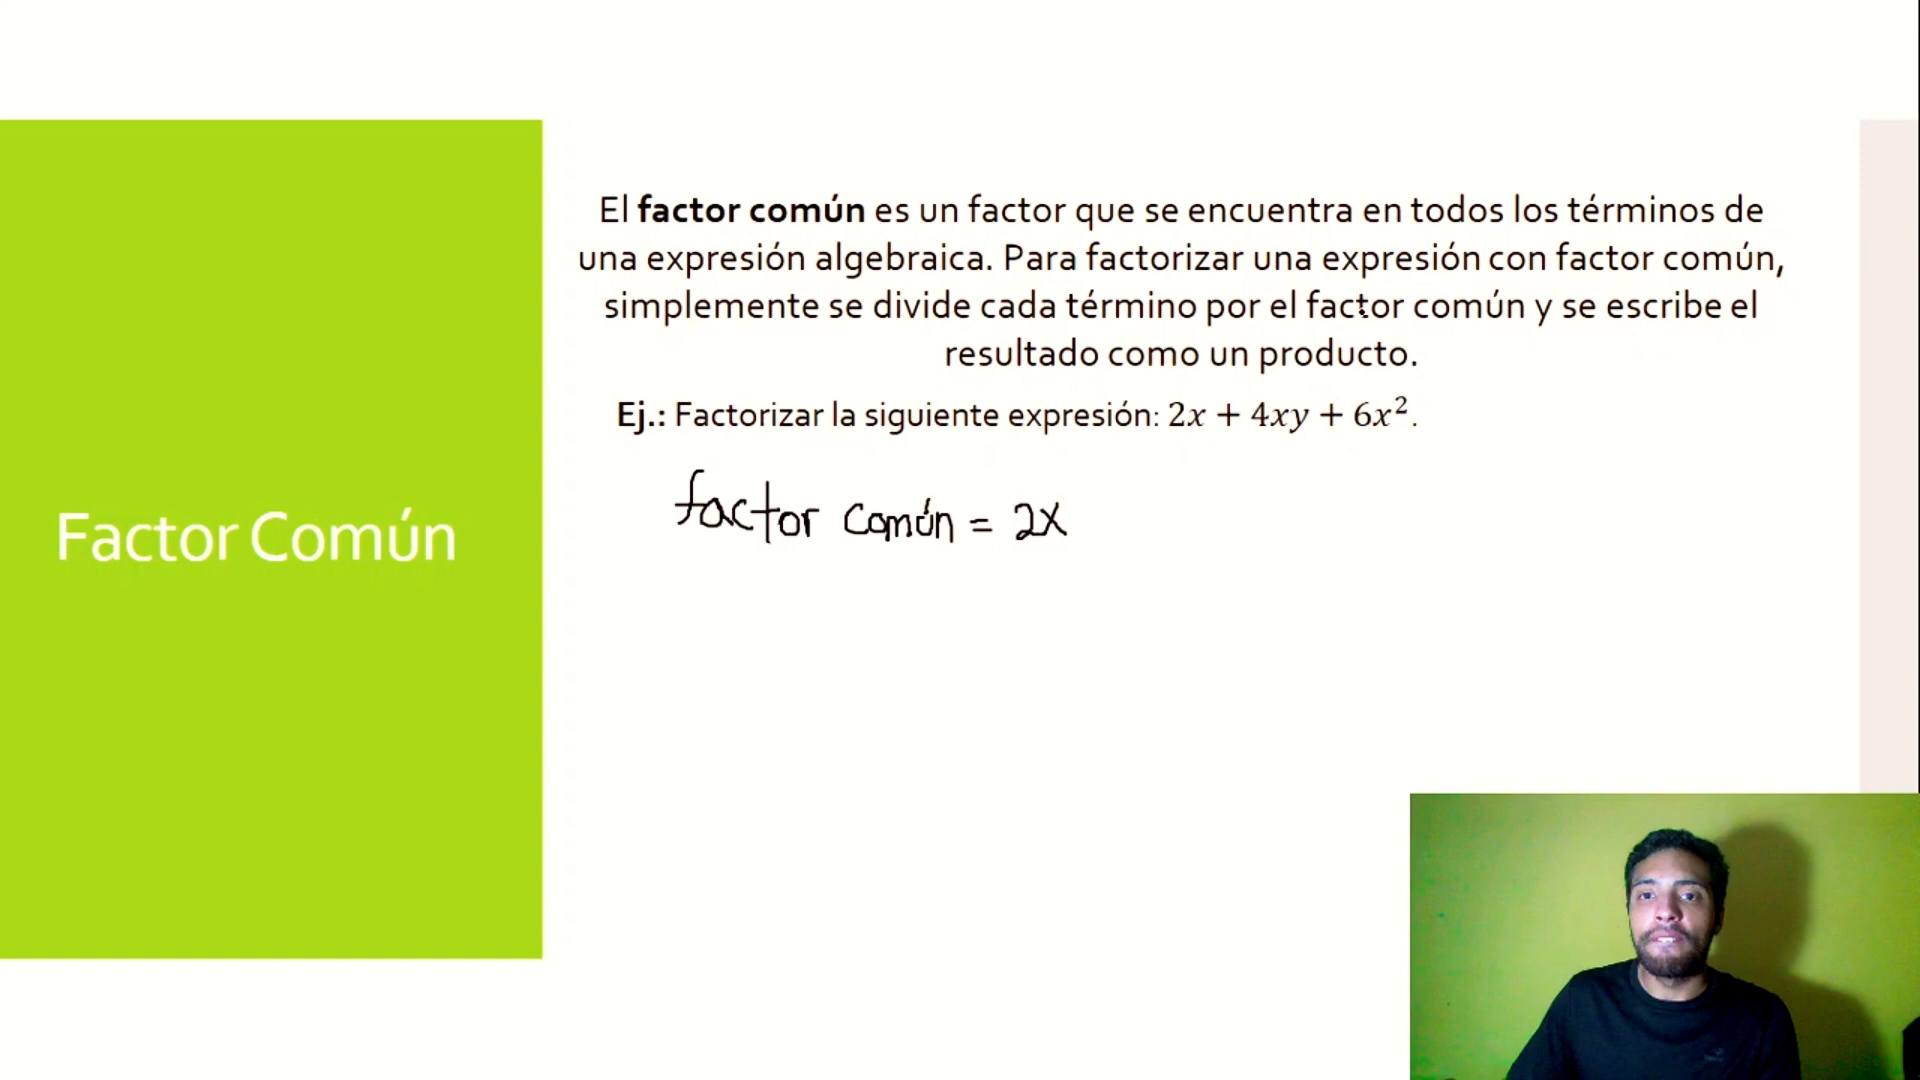 Factor Común
El factor común es un factor que se encuentra en todos los términos de
una expresión algebraica. Para factorizar una expresión con factor común,
simplemente se divide cada término por el factor común y se escribe el
resultado como un producto.
Ej.: Factorizar la siguiente expresión: 2x + 4xy + 6x².
factor común = 2x